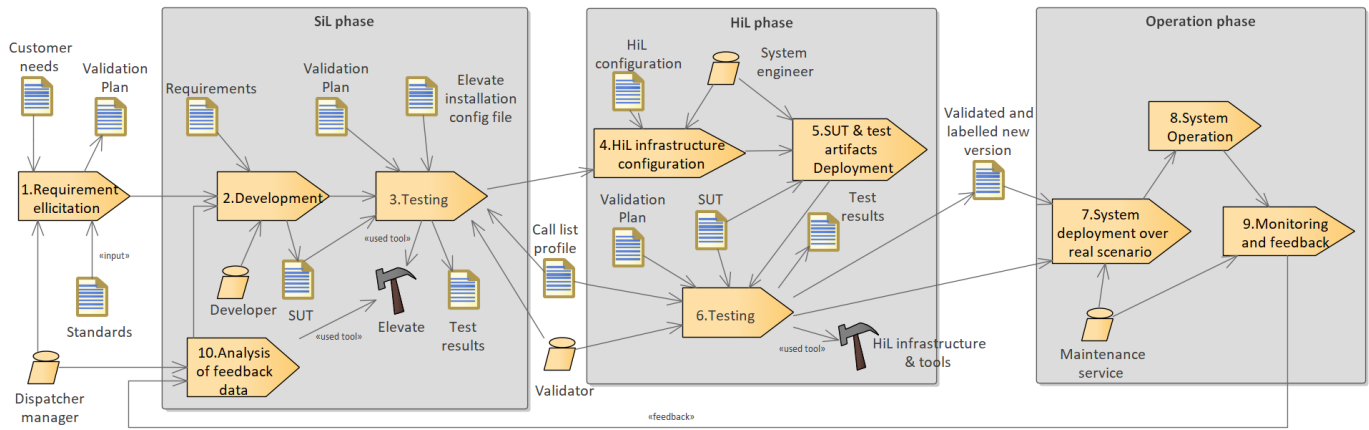 SiL phase
HiL phase
Operation phase
Customer
needs
Validation
Plan
Requirements
Validation
Plan
Elevate
installation
config file
HiL
configuration
System
engineer
Validated and
labelled new
version
1.Requirement
ellicitation
2.Development
3.Testing
4.HiL infrastructure
configuration
5.SUT & test
artifacts
Deployment
8.System
Operation
«input»
Standards
Developer
SUT
«used tool»
Elevate
Test
results
Call list
profile
Validation
Plan
SUT
Test
results
7.System
deployment over
real scenario
9.Monitoring
and feedback
6.Testing
«used tool»
HiL infrastructure
& tools
10.Analysis
of feedback
data
«used tool»
Dispatcher
manager
Validator
Maintenance
service
«feedback»